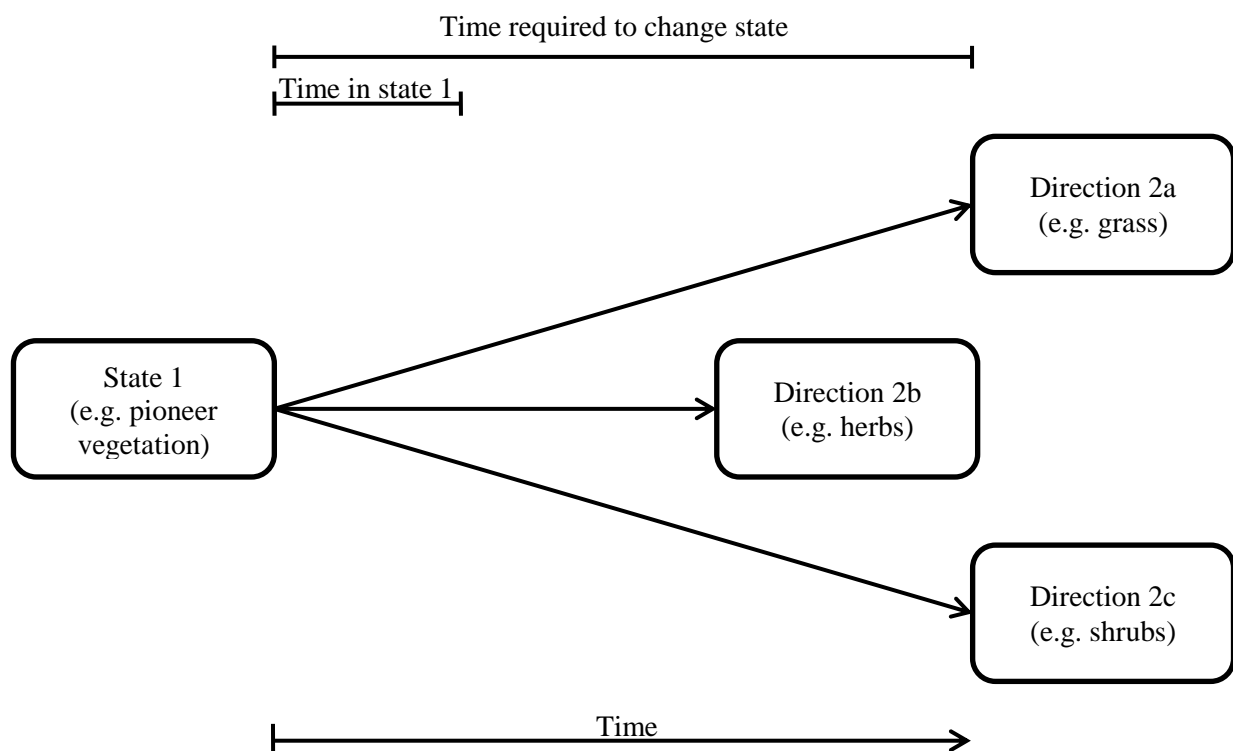 Time required to change state
Time in state 1
Direction 2a
(e.g. grass)
State 1
(e.g. pioneer
vegetation)
Direction 2b
(e.g. herbs)
Direction 2c
(e.g. shrubs)
Time